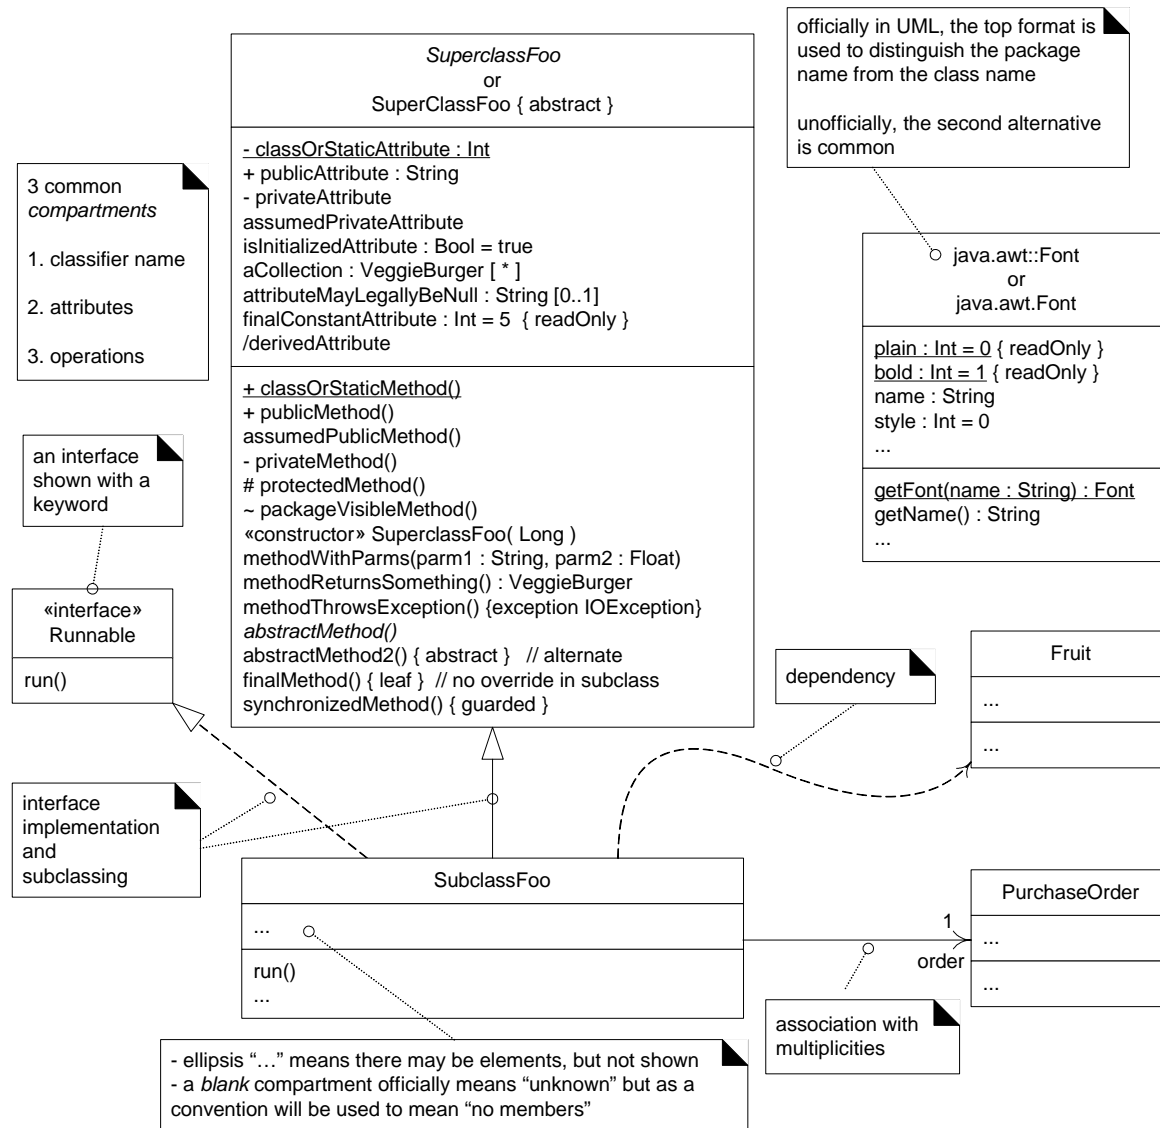 officially in UML, the top format is
used to distinguish the package
name from the class name
unofficially, the second alternative
is common
SuperclassFoo
or
SuperClassFoo { abstract }
- classOrStaticAttribute : Int
+ publicAttribute : String
- privateAttribute
assumedPrivateAttribute
isInitializedAttribute : Bool = true
aCollection : VeggieBurger [ * ]
attributeMayLegallyBeNull : String [0..1]
finalConstantAttribute : Int = 5 { readOnly }
/derivedAttribute
+ classOrStaticMethod()
+ publicMethod()
assumedPublicMethod()
- privateMethod()
# protectedMethod()
~ packageVisibleMethod()
«constructor» SuperclassFoo( Long )
methodWithParms(parm1 : String, parm2 : Float)
methodReturnsSomething() : VeggieBurger
methodThrowsException() {exception IOException}
abstractMethod()
abstractMethod2() { abstract } // alternate
finalMethod() { leaf } // no override in subclass
synchronizedMethod() { guarded }
3 common
compartments
1. classifier name
2. attributes
3. operations
java.awt::Font
or
java.awt.Font
plain : Int = 0 { readOnly }
bold : Int = 1 { readOnly }
name : String
style : Int = 0
...
getFont(name : String) : Font
getName() : String
...
an interface
shown with a
keyword
«interface»
Runnable
run()
dependency
Fruit
...
...
interface
implementation
and
subclassing
SubclassFoo
...
run()
...
1
order
PurchaseOrder
...
...
association with
multiplicities
- ellipsis “…” means there may be elements, but not shown
- a blank compartment officially means “unknown” but as a
convention will be used to mean “no members”